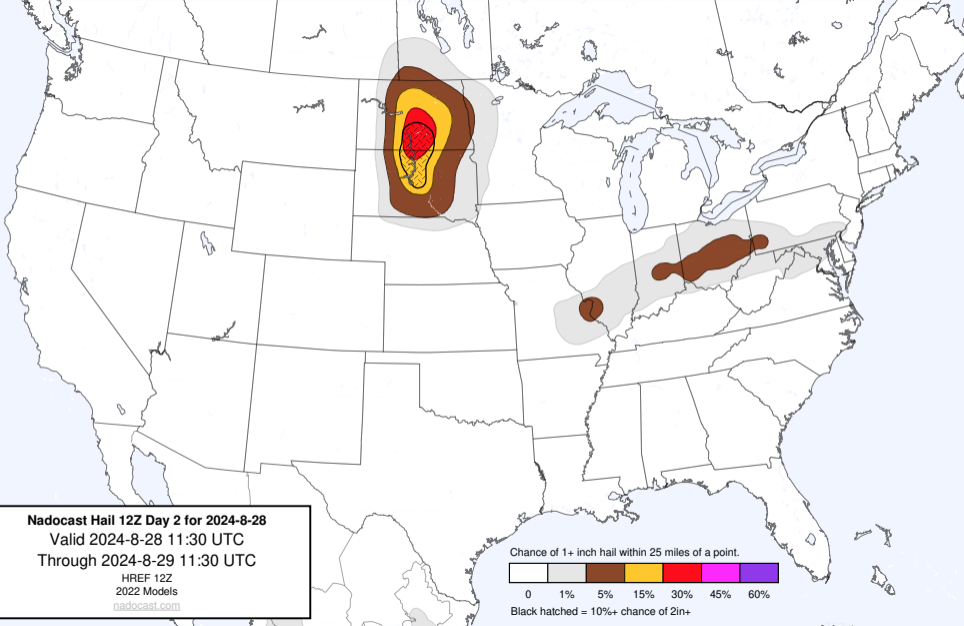 Nadocast Hail 12Z Day 2 for 2024-8-28
Valid 2024-8-28 11:30 UTC
Through 2024-8-29 11:30 UTC
HREF 12Z
2022 Models
nadocast.com
Chance of 1+ inch hail within 25 miles of a point.
0 1% 5% 15% 30% 45% 60%
Black hatched = 10%+ chance of 2in+